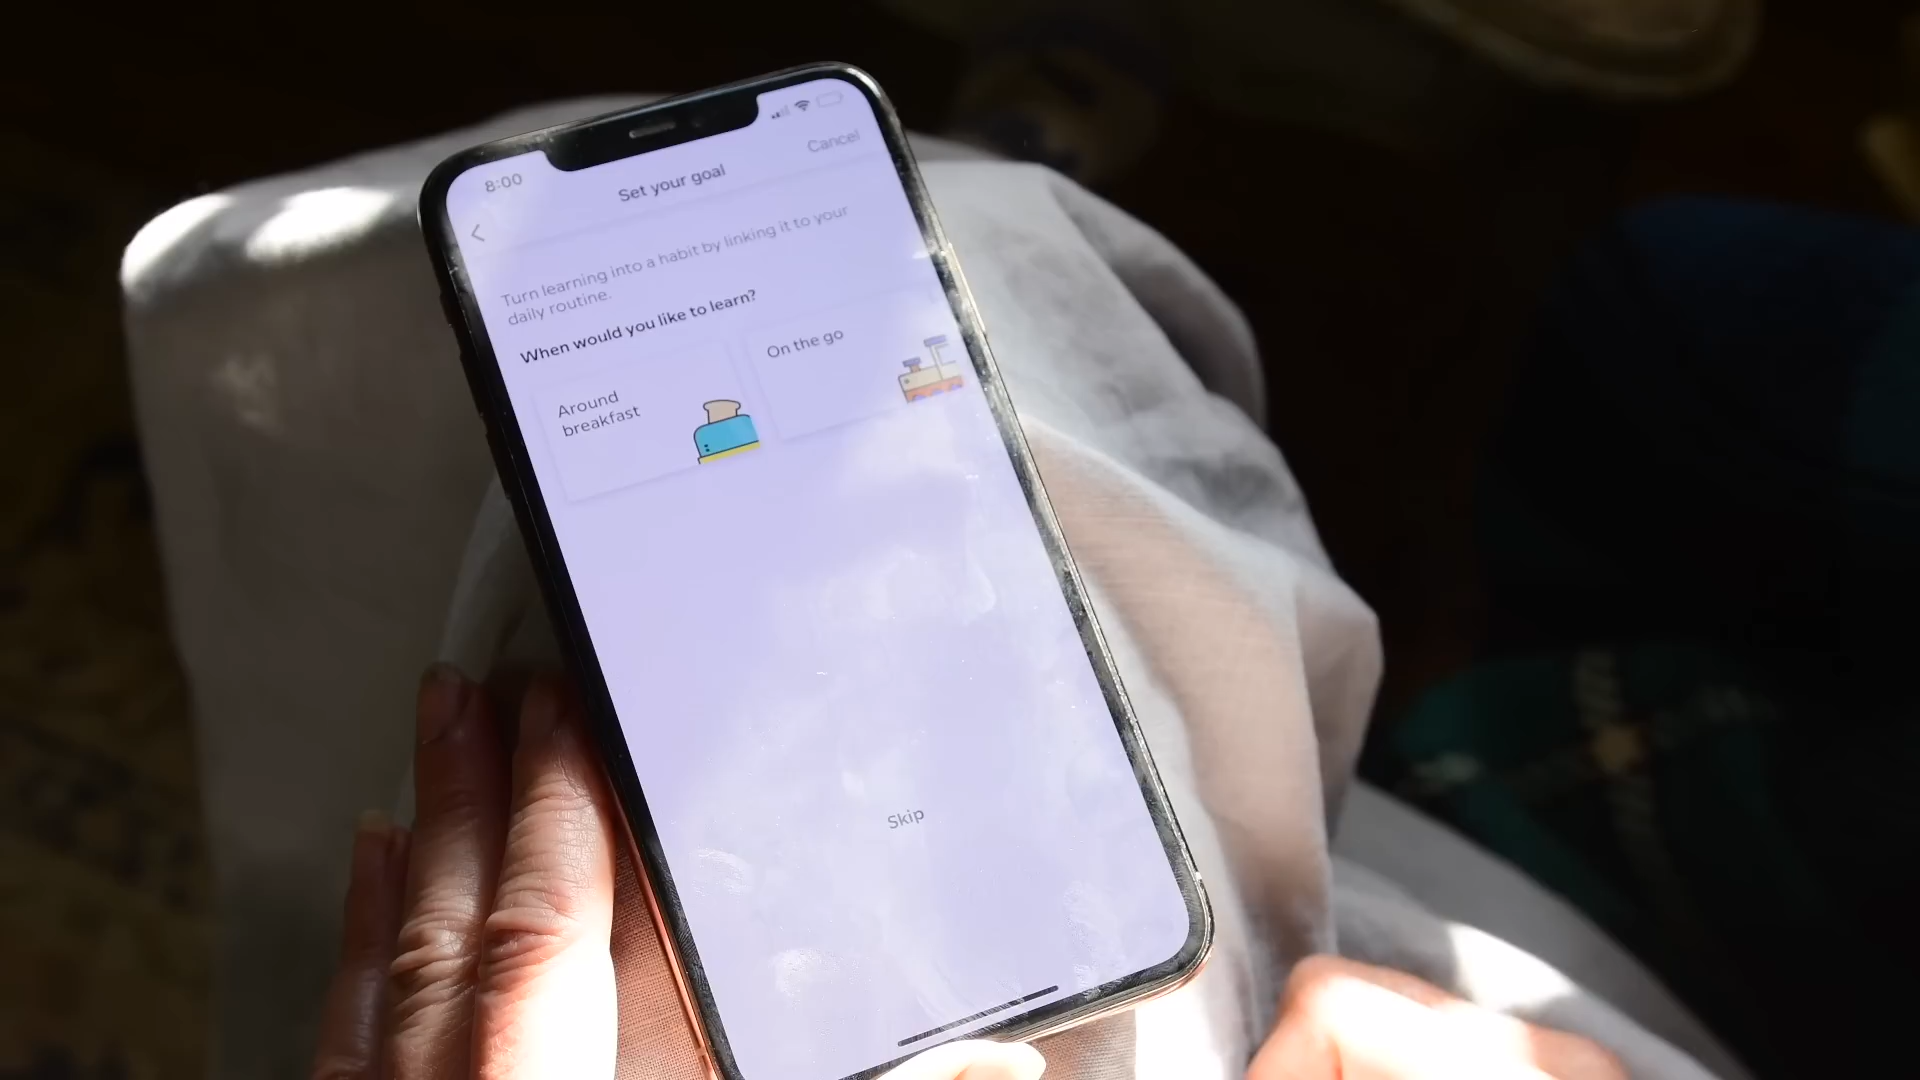 8:00
Cancel
Set your goal
Turn learning into a habit by linking it to your
daily routine.
When would you like to learn?
Around
breakfast
On the go
Skip